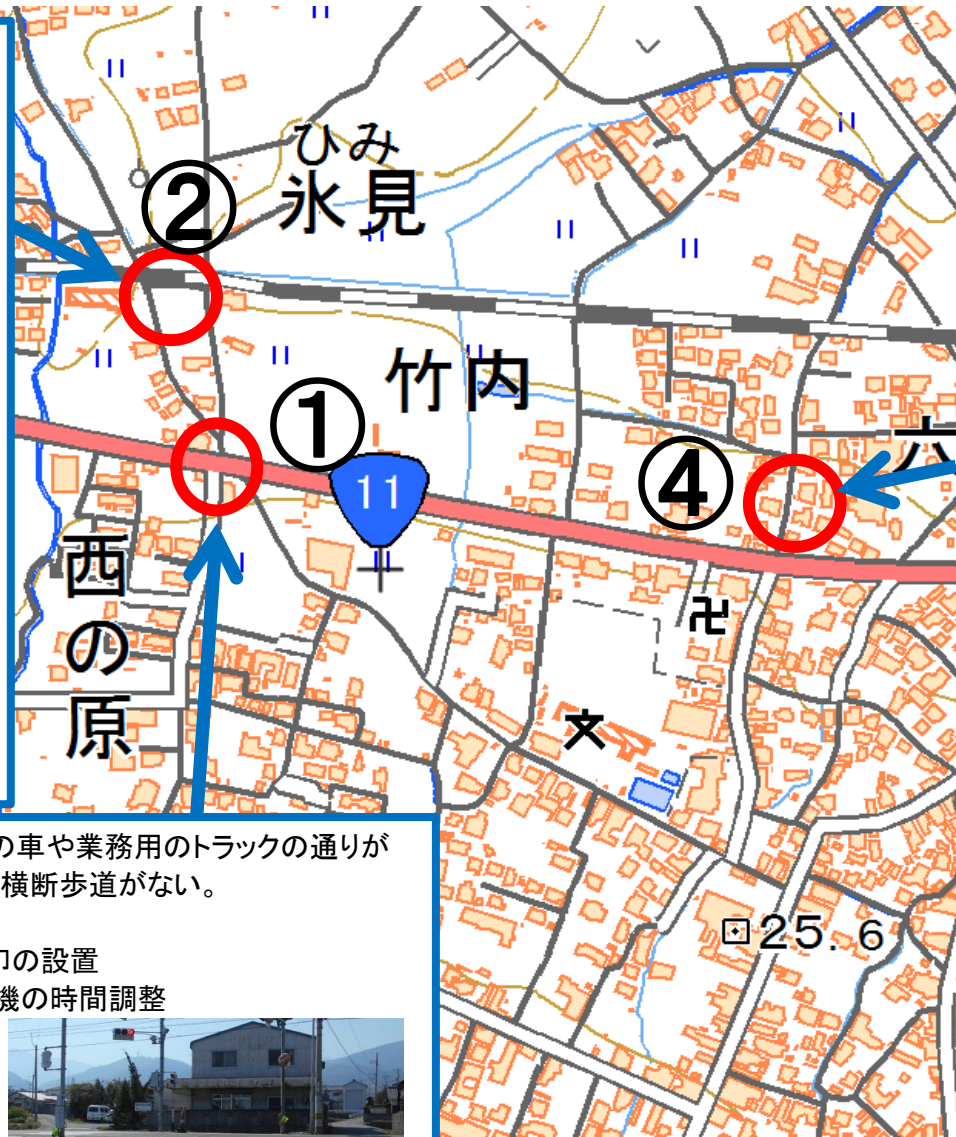 ②
ひみ
氷見
竹内
①
11
④
六
西の原
卍
文
25.6
の車や業務用のトラックの通りが
横断歩道がない。
印の設置
機の時間調整